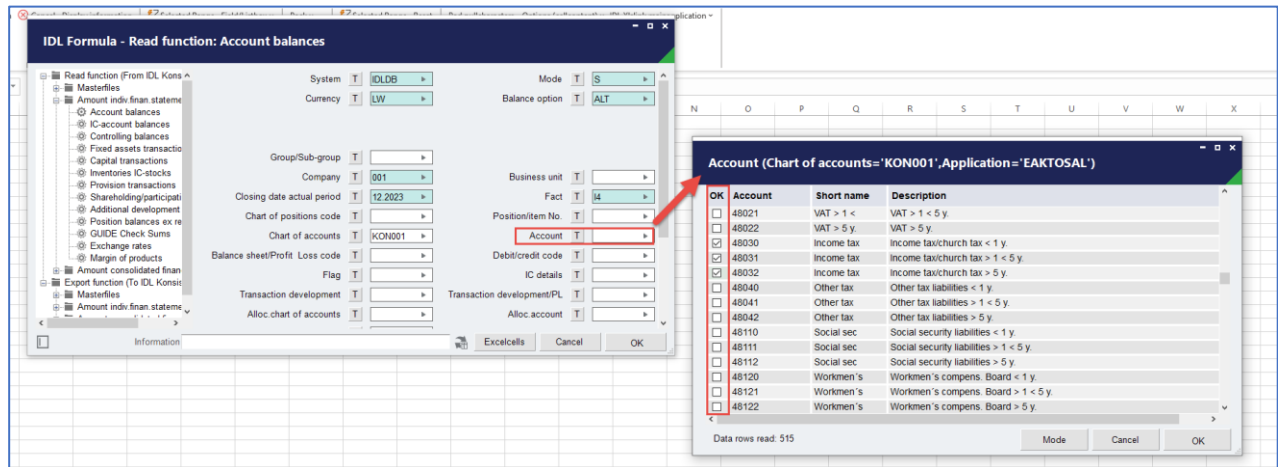 IDL Formula - Read function: Account balances
Read function (From IDL Kons
Masterfiles
Amount indiv.finan.stateme
Account balances
IC-account balances
Controlling balances
Fixed assets transactio
Capital transactions
Inventories IC-stocks
Provision transactions
Shareholding/participati
Additional development
Position balances ex re
GUIDE Check Sums
Exchange rates
Margin of products
Amount consolidated finan
Export function (To IDL Konsis
Masterfiles
Amount indiv.finan.stateme
System T IDLDB Mode T S
Currency T LW Balance option T ALT
Group/Sub-group T
Company T 001 Business unit T
Closing date actual period T 12.2023 Fact T I4
Chart of positions code T Position/item No. T
Chart of accounts T KON001 Account T
Balance sheet/Profit Loss code T Debit/credit code T
Flag T IC details T
Transaction development T Transaction development/PL T
Alloc.chart of accounts T Alloc.account T
Information Excelcells Cancel OK
N O P Q R S T U V W X
Account (Chart of accounts='KON001',Application='EAKTOSAL')
OK Account Short name Description
48021 VAT > 1 < VAT > 1 < 5 y.
48022 VAT > 5 y. VAT > 5 y.
48030 Income tax Income tax/church tax < 1 y.
48031 Income tax Income tax/church tax > 1 < 5 y.
48032 Income tax Income tax/church tax > 5 y.
48040 Other tax Other tax liabilities < 1 y.
48041 Other tax Other tax liabilities > 1 < 5 y.
48042 Other tax Other tax liabilities > 5 y.
48110 Social sec Social security liabilities < 1 y.
48111 Social sec Social security liabilities > 1 < 5 y.
48112 Social sec Social security liabilities > 5 y.
48120 Workmen´s Workmen´s compens. Board < 1 y.
48121 Workmen´s Workmen´s compens. Board > 1 < 5 y.
48122 Workmen´s Workmen´s compens. Board > 5 y.
Data rows read: 515 Mode Cancel OK